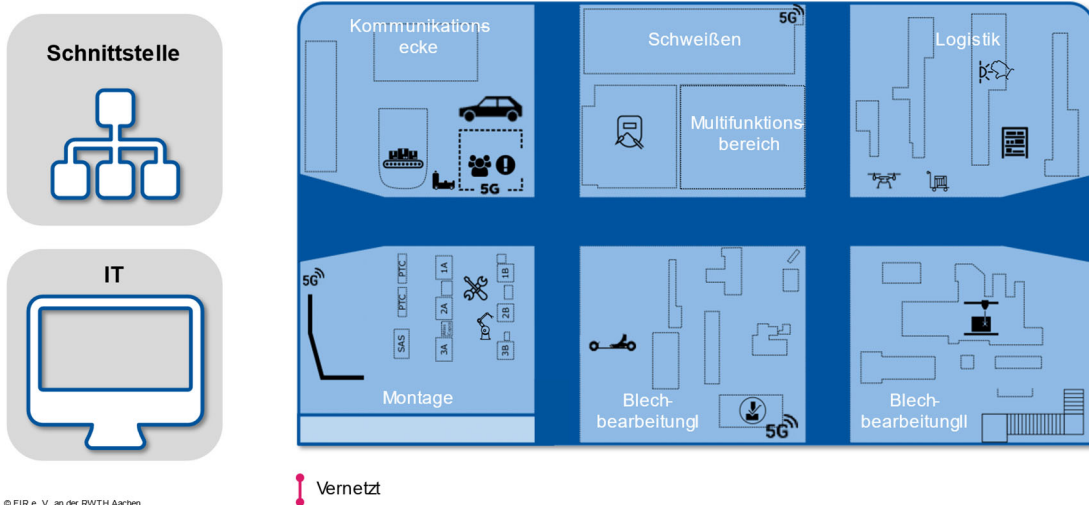 Schnittstelle
IT
Kommunikations
ecke
5G
Schweißen
5G
Multifunktions
bereich
Logistik
5G
PTC
PTC
SAS
1A
2A
3A
1B
2B
3B
Montage
Blech-
bearbeitungI
5G
Blech-
bearbeitungII
Vernetzt
© FIR e. V. an der RWTH Aachen